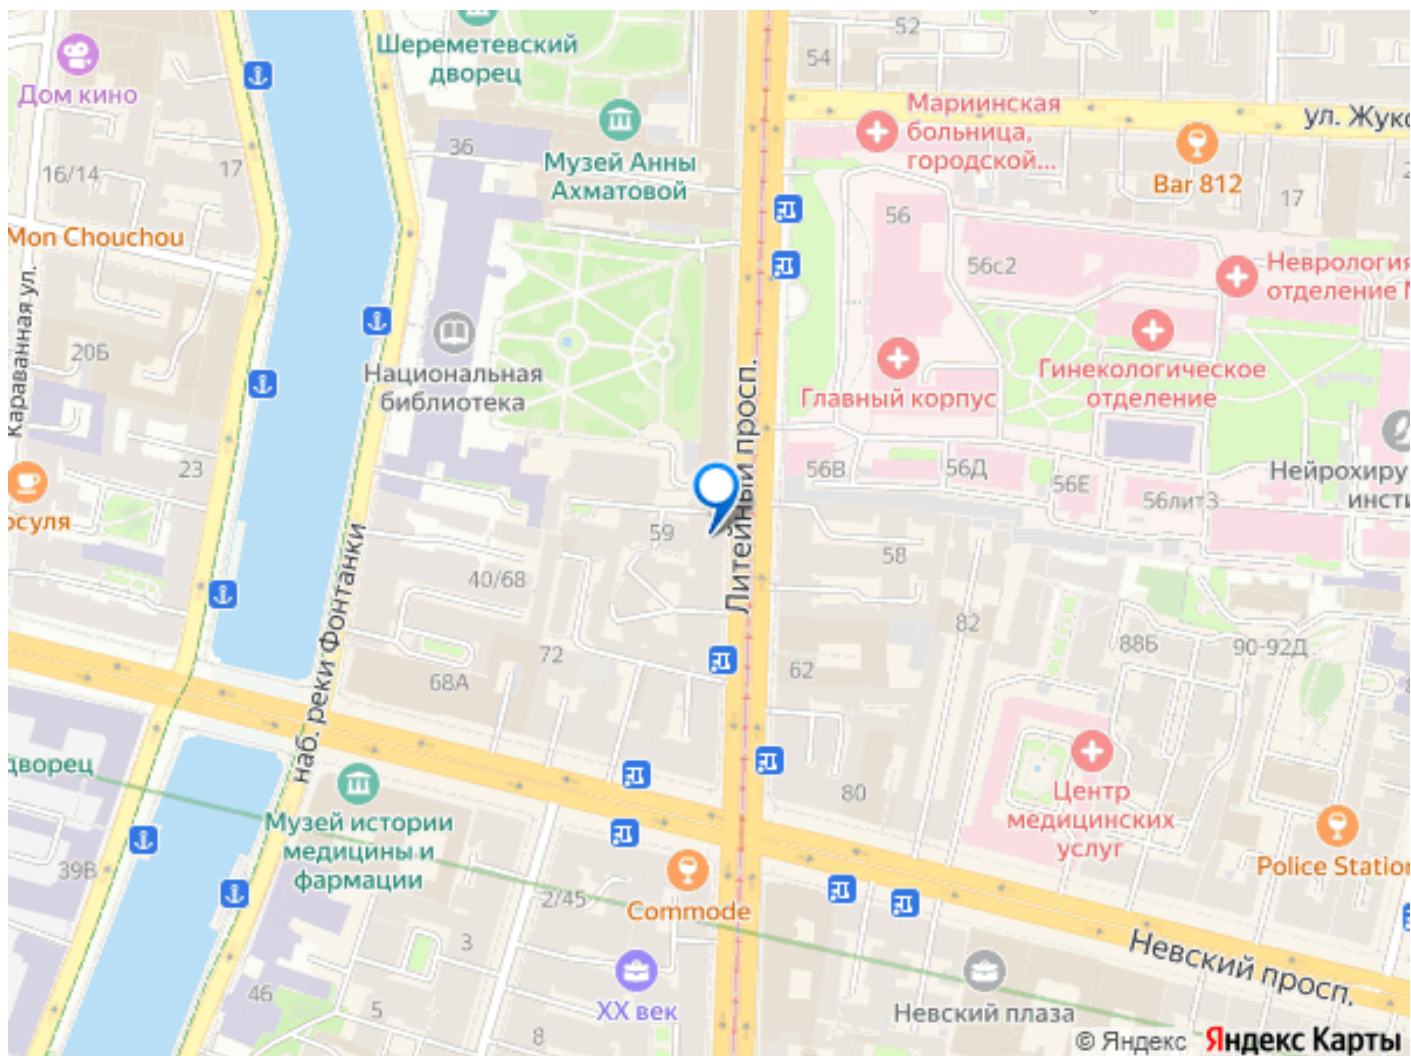 Шереметевский
дворец
52
54
Дом кино
Мариинская
больница,
городской...
ул. Жуко
36
Музей Анны
Ахматовой
16/14
17
Bar 812
17
Mon Chouchou
56
56с2
Неврология
отделение
Караванная ул.
20Б
Национальная
библиотека
Главный корпус
Гинекологическое
отделение
Литейный просп.
23
56В
56Д
56Е
56лит3
Нейрохиру
инсти
осуля
59
58
40/68
наб. реки Фонтанки
82
88Б
90-92Д
72
68А
62
дворец
80
Центр
медицинских
услуг
Музей истории
медицины и
фармации
39В
Police Station
2/45
Commode
3
Невский просп.
46
5
XX век
8
Невский плаза
© Яндекс Яндекс Карты